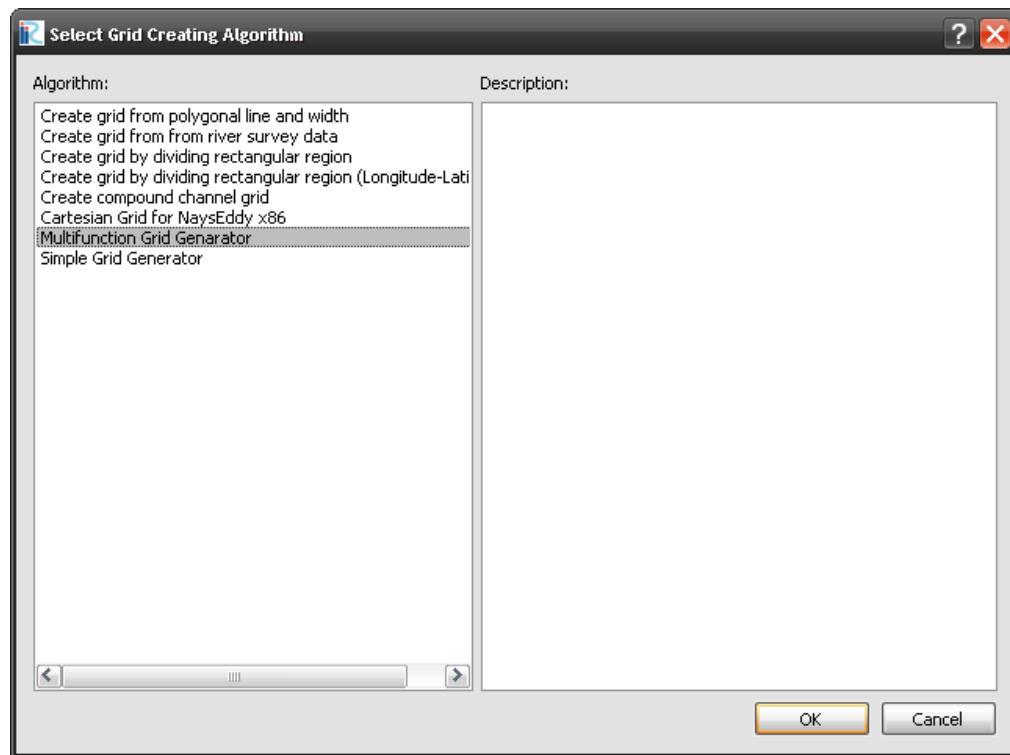 Select Grid Creating Algorithm
Algorithm:
Description:
Create grid from polygonal line and width
Create grid from from river survey data
Create grid by dividing rectangular region
Create grid by dividing rectangular region (Longitude-Lati
Create compound channel grid
Cartesian Grid for NaysEddy x86
Multifunction Grid Genarator
Simple Grid Generator
OK
Cancel